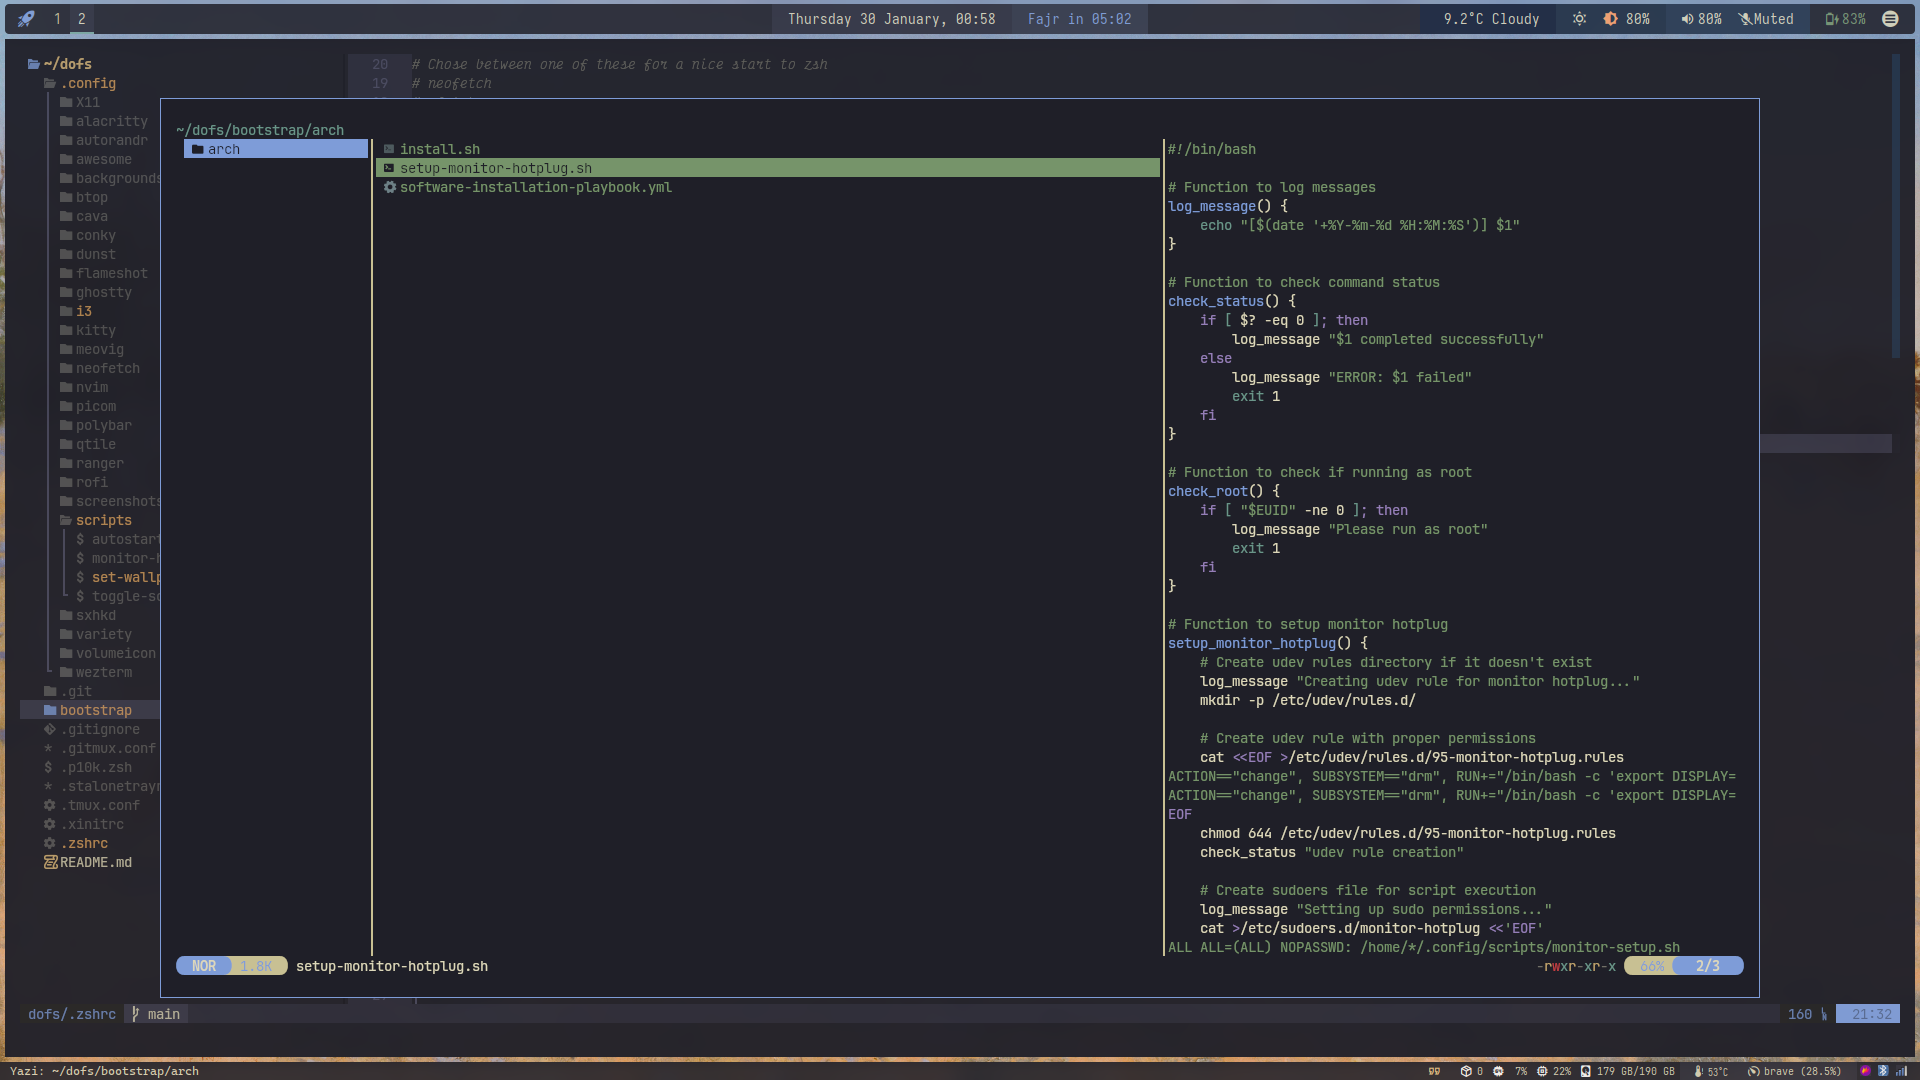 1 2
Thursday 30 January, 00:58
Fajr in 05:02
9.2°C Cloudy
80%
80%
Muted
83%
~/dofs
.config
X11
alacritty
autorandr
awesome
backgrounds
btop
cava
conky
dunst
flameshot
ghostty
i3
kitty
meovig
neofetch
nvim
picom
polybar
qtile
ranger
rofi
screenshots
scripts
$ autostart
$ monitor-h
$ set-wallp
$ toggle-sc
sxhkd
variety
volumeicon
wezterm
.git
bootstrap
.gitignore
* .gitmux.conf
$ .p10k.zsh
* .stalonetrayr
.tmux.conf
.xinitrc
.zshrc
README.md
20 # Chose between one of these for a nice start to zsh
19 # neofetch
~/dofs/bootstrap/arch
arch
install.sh
setup-monitor-hotplug.sh
software-installation-playbook.yml
#!/bin/bash
# Function to log messages
log_message() {
echo "[$(date '+%Y-%m-%d %H:%M:%S')] $1"
}
# Function to check command status
check_status() {
if [ $? -eq 0 ]; then
log_message "$1 completed successfully"
else
log_message "ERROR: $1 failed"
exit 1
fi
}
# Function to check if running as root
check_root() {
if [ "$EUID" -ne 0 ]; then
log_message "Please run as root"
exit 1
fi
}
# Function to setup monitor hotplug
setup_monitor_hotplug() {
# Create udev rules directory if it doesn't exist
log_message "Creating udev rule for monitor hotplug..."
mkdir -p /etc/udev/rules.d/
# Create udev rule with proper permissions
cat <<EOF >/etc/udev/rules.d/95-monitor-hotplug.rules
ACTION=="change", SUBSYSTEM=="drm", RUN+="/bin/bash -c 'export DISPLAY=
ACTION=="change", SUBSYSTEM=="drm", RUN+="/bin/bash -c 'export DISPLAY=
EOF
chmod 644 /etc/udev/rules.d/95-monitor-hotplug.rules
check_status "udev rule creation"
# Create sudoers file for script execution
log_message "Setting up sudo permissions..."
cat >/etc/sudoers.d/monitor-hotplug <<'EOF'
ALL ALL=(ALL) NOPASSWD: /home/*/.config/scripts/monitor-setup.sh
NOR 1.8K setup-monitor-hotplug.sh
-rwxr-xr-x 66% 2/3
dofs/.zshrc main
160
21:32
Yazi: ~/dofs/bootstrap/arch
0
7%
22%
179 GB/190 GB
53°C
brave (28.5%)